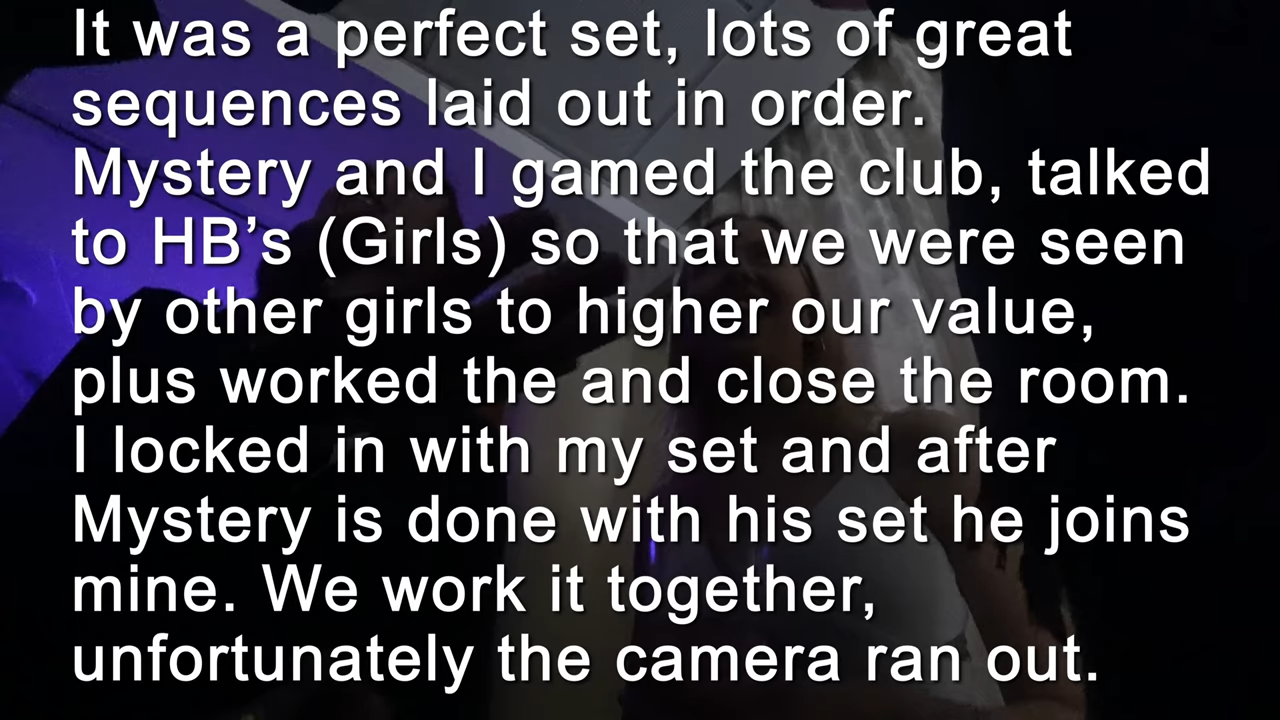 It was a perfect set, lots of great
sequences laid out in order.
Mystery and I gamed the club, talked
to HB's (Girls) so that we were seen
by other girls to higher our value,
plus worked the and close the room.
I locked in with my set and after
Mystery is done with his set he joins
mine. We work it together,
unfortunately the camera ran out.